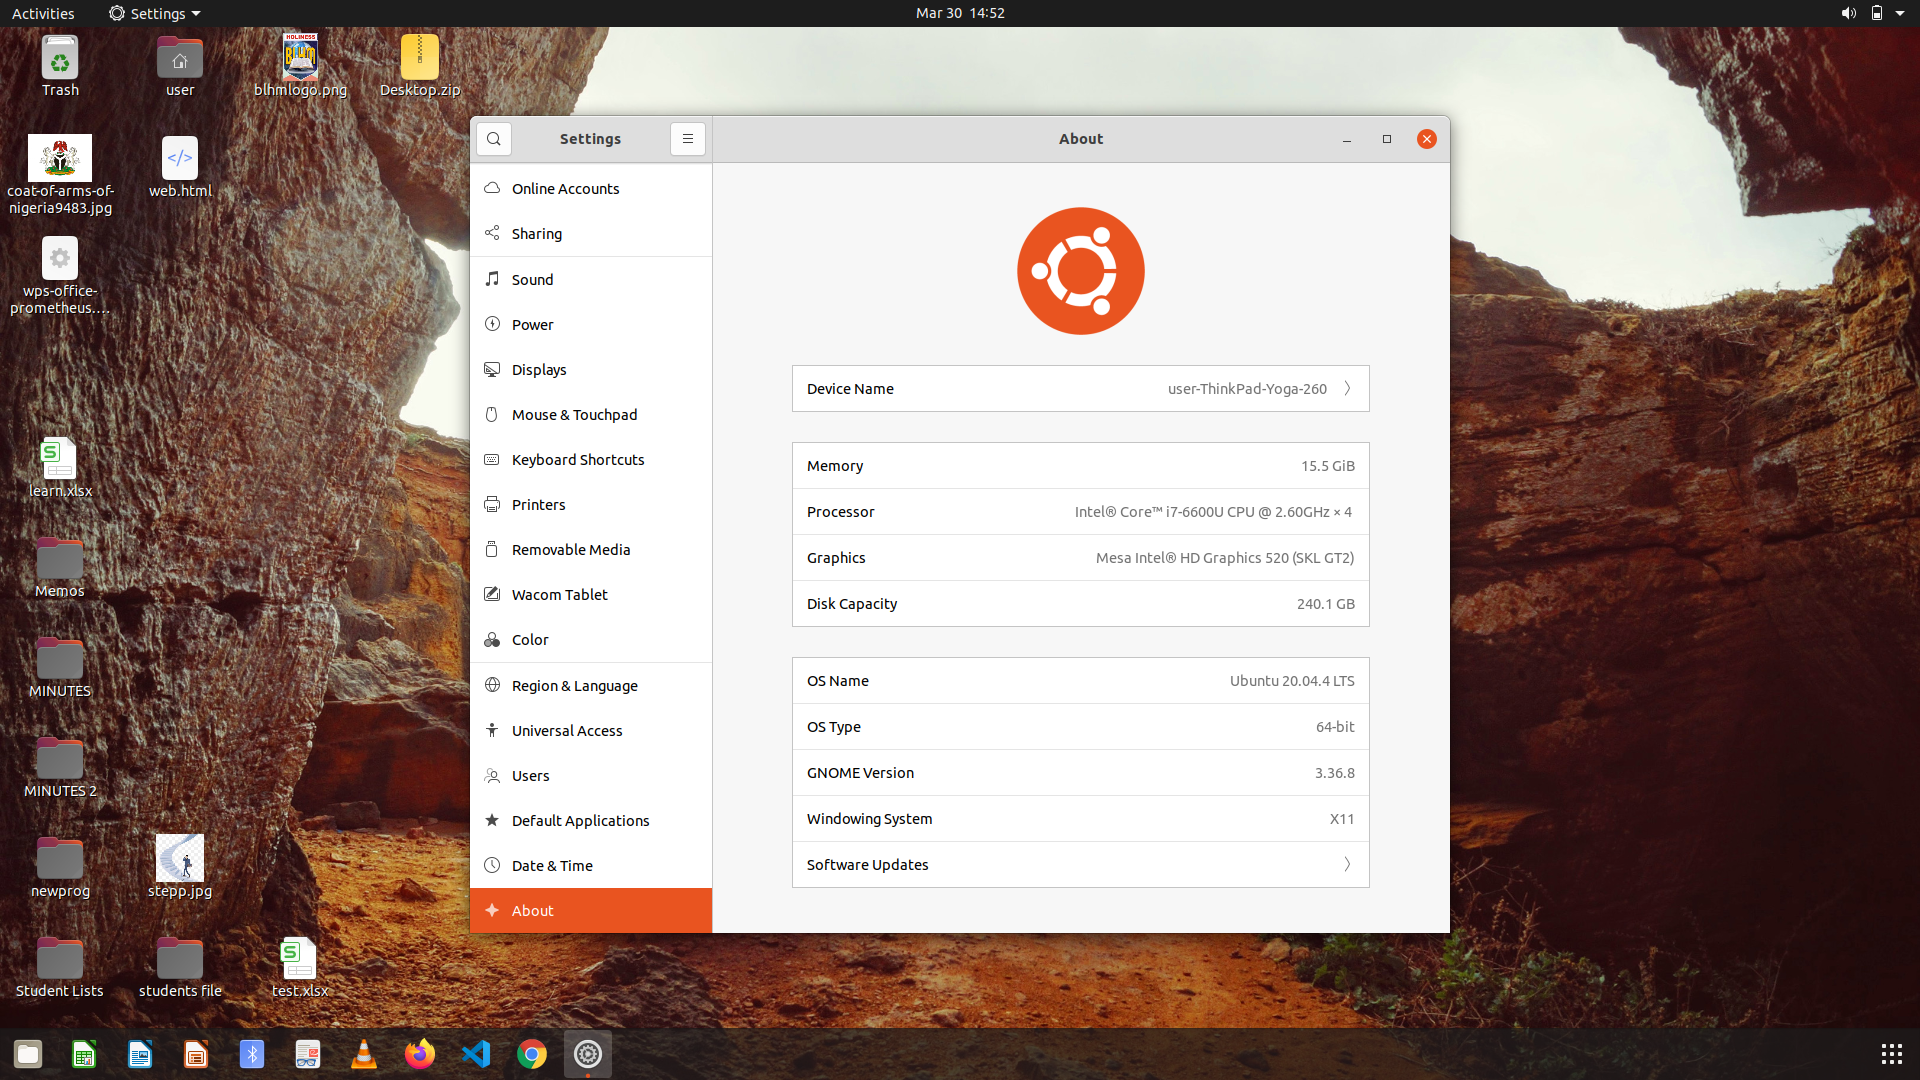 Activities
Settings
Mar 30 14:52
Trash
user
blhmlogo.png
Desktop.zip
HOLINESS
BLHM
coat-of-arms-of-
nigeria9483.jpg
web.html
wps-office-
prometheus.…
learn.xlsx
Memos
MINUTES
MINUTES 2
newprog
stepp.jpg
Student Lists
students file
test.xlsx
Settings
About
Online Accounts
Sharing
Sound
Power
Displays
Mouse & Touchpad
Keyboard Shortcuts
Printers
Removable Media
Wacom Tablet
Color
Region & Language
Universal Access
Users
Default Applications
Date & Time
About
Device Name user-ThinkPad-Yoga-260
Memory 15.5 GiB
Processor Intel® Core™ i7-6600U CPU @ 2.60GHz × 4
Graphics Mesa Intel® HD Graphics 520 (SKL GT2)
Disk Capacity 240.1 GB
OS Name Ubuntu 20.04.4 LTS
OS Type 64-bit
GNOME Version 3.36.8
Windowing System X11
Software Updates